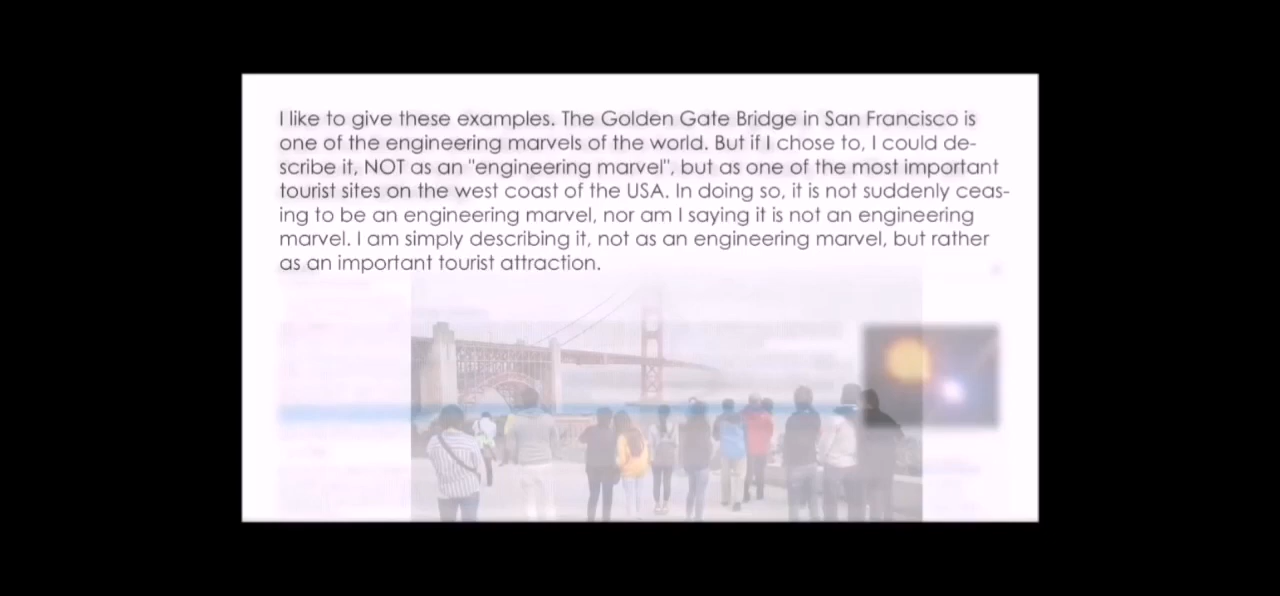 I like to give these examples. The Golden Gate Bridge in San Francisco is
one of the engineering marvels of the world. But if I chose to, I could de-
scribe it, NOT as an "engineering marvel", but as one of the most important
tourist sites on the west coast of the USA. In doing so, it is not suddenly ceas-
ing to be an engineering marvel, nor am I saying it is not an engineering
marvel. I am simply describing it, not as an engineering marvel, but rather
as an important tourist attraction.